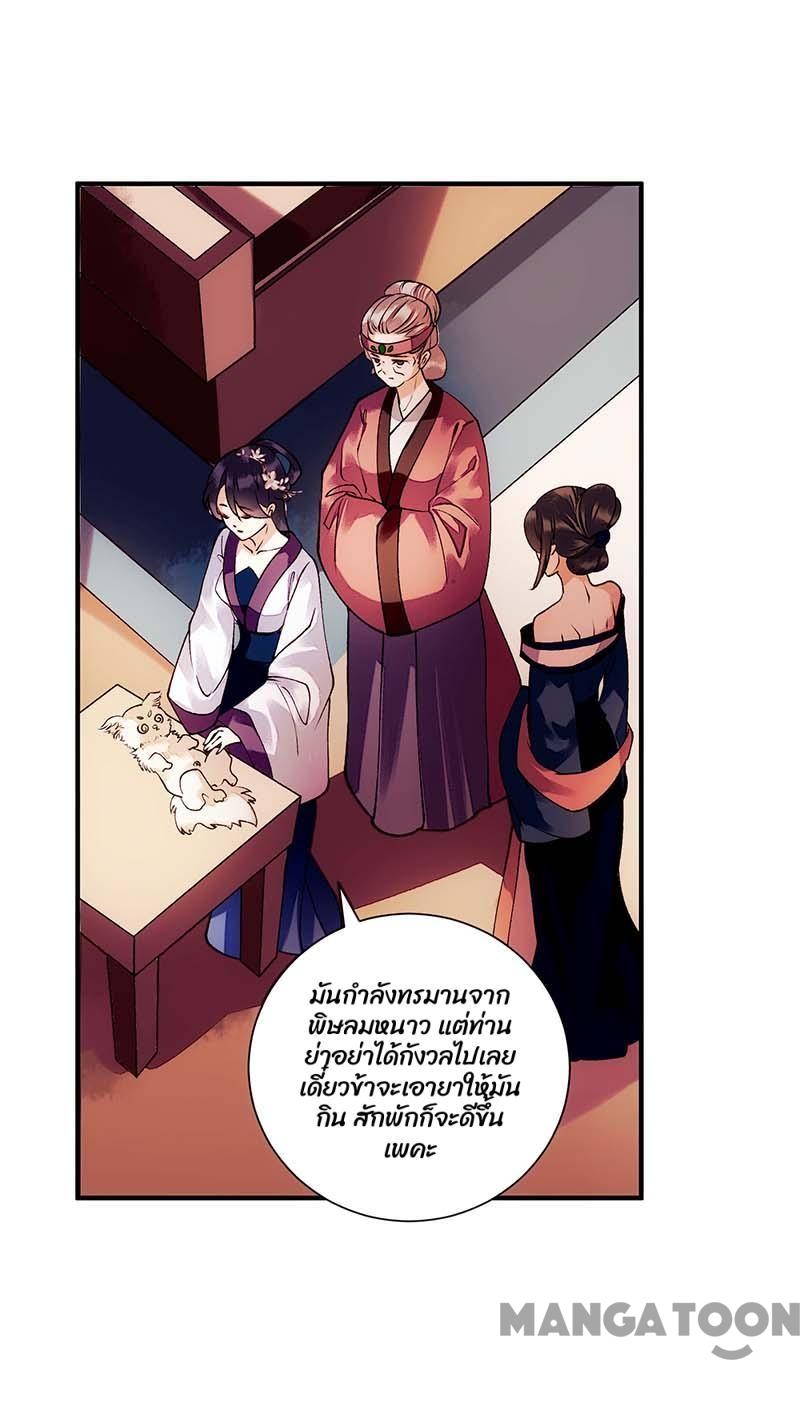 มันกำลังทรมานจาก
พิษลมหนาว แต่ท่าน
ย่าอย่าได้กังวลไปเลย
เดี๋ยวข้าจะเอายาให้มัน
กิน สักพักก็จะดีขึ้น
เพคะ
MANGATOON